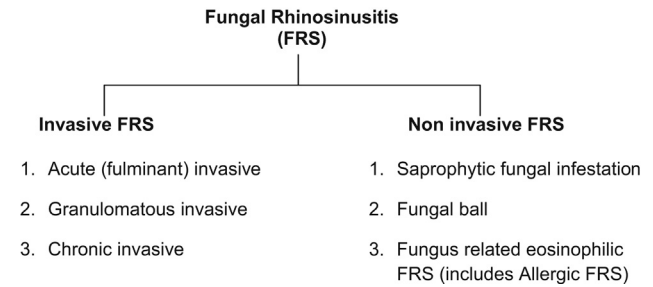 Fungal Rhinosinusitis
(FRS)
Invasive FRS
1. Acute (fulminant) invasive
2. Granulomatous invasive
3. Chronic invasive
Non invasive FRS
1. Saprophytic fungal infestation
2. Fungal ball
3. Fungus related eosinophilic
FRS (includes Allergic FRS)